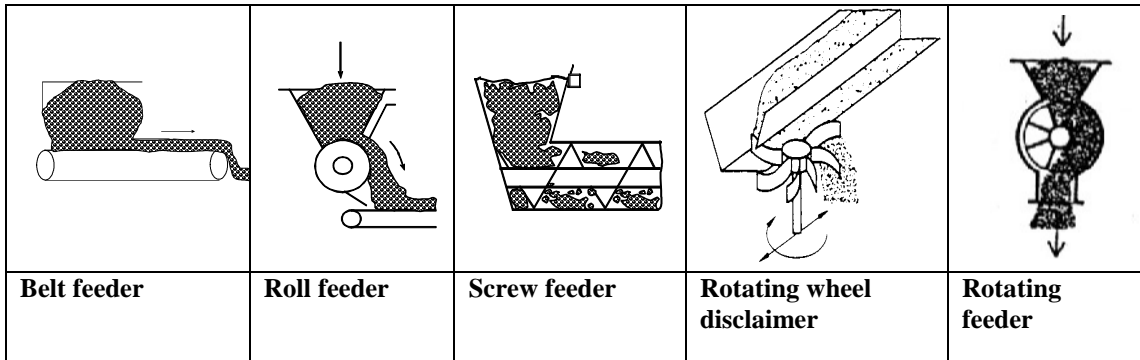 Belt feeder
Roll feeder
Screw feeder
Rotating wheel
disclaimer
Rotating
feeder